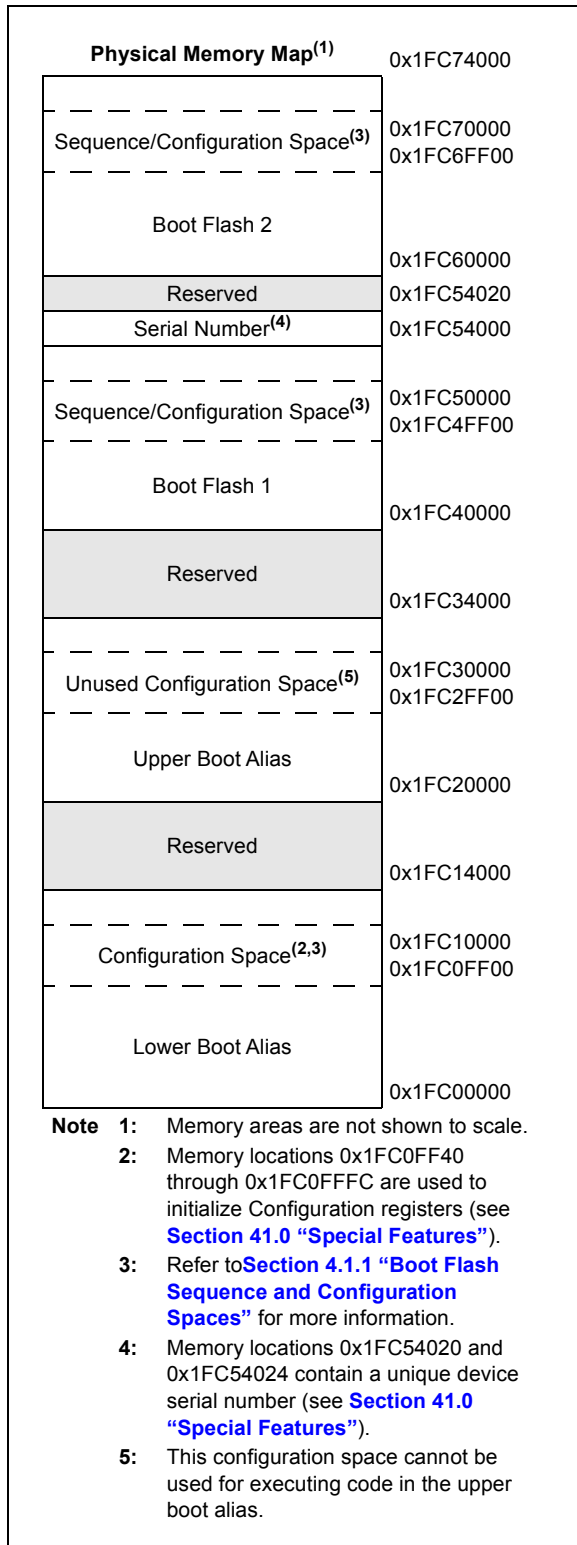 Physical Memory Map(1)
0x1FC74000
Sequence/Configuration Space(3)
0x1FC70000
0x1FC6FF00
Boot Flash 2
0x1FC60000
Reserved
0x1FC54020
Serial Number(4)
0x1FC54000
Sequence/Configuration Space(3)
0x1FC50000
0x1FC4FF00
Boot Flash 1
0x1FC40000
Reserved
0x1FC34000
Unused Configuration Space(5)
0x1FC30000
0x1FC2FF00
Upper Boot Alias
0x1FC20000
Reserved
0x1FC14000
Configuration Space(2,3)
0x1FC10000
0x1FC0FF00
Lower Boot Alias
0x1FC00000
Note 1: Memory areas are not shown to scale.
2: Memory locations 0x1FC0FF40
through 0x1FC0FFFC are used to
initialize Configuration registers (see
Section 41.0 “Special Features”).
3: Refer toSection 4.1.1 “Boot Flash
Sequence and Configuration
Spaces” for more information.
4: Memory locations 0x1FC54020 and
0x1FC54024 contain a unique device
serial number (see Section 41.0
“Special Features”).
5: This configuration space cannot be
used for executing code in the upper
boot alias.